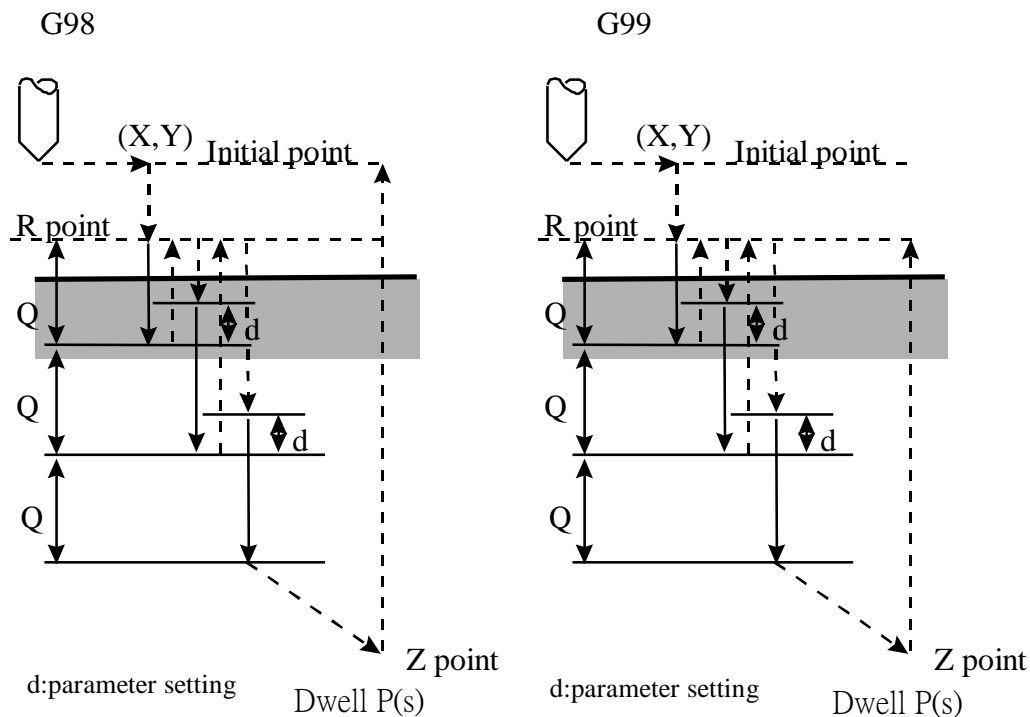 G98
(X,Y)
Initial point
R point
Q
d
Q
d
Q
Z point
d:parameter setting
Dwell P(s)
G99
(X,Y)
Initial point
R point
Q
d
Q
d
Q
Z point
d:parameter setting
Dwell P(s)